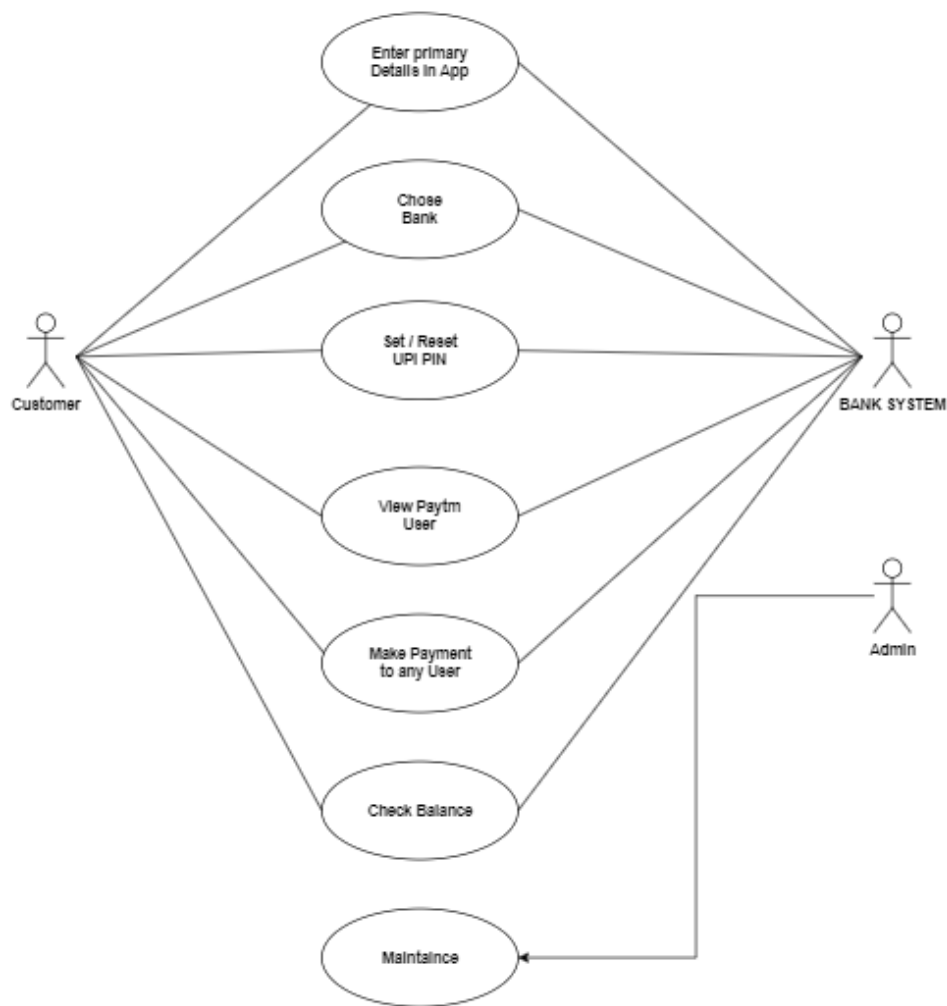 Enter primary
Details in App
Chose
Bank
Set / Reset
UPI PIN
Customer
BANK SYSTEM
View Paytm
User
Admin
Make Payment
to any User
Check Balance
Maintaince